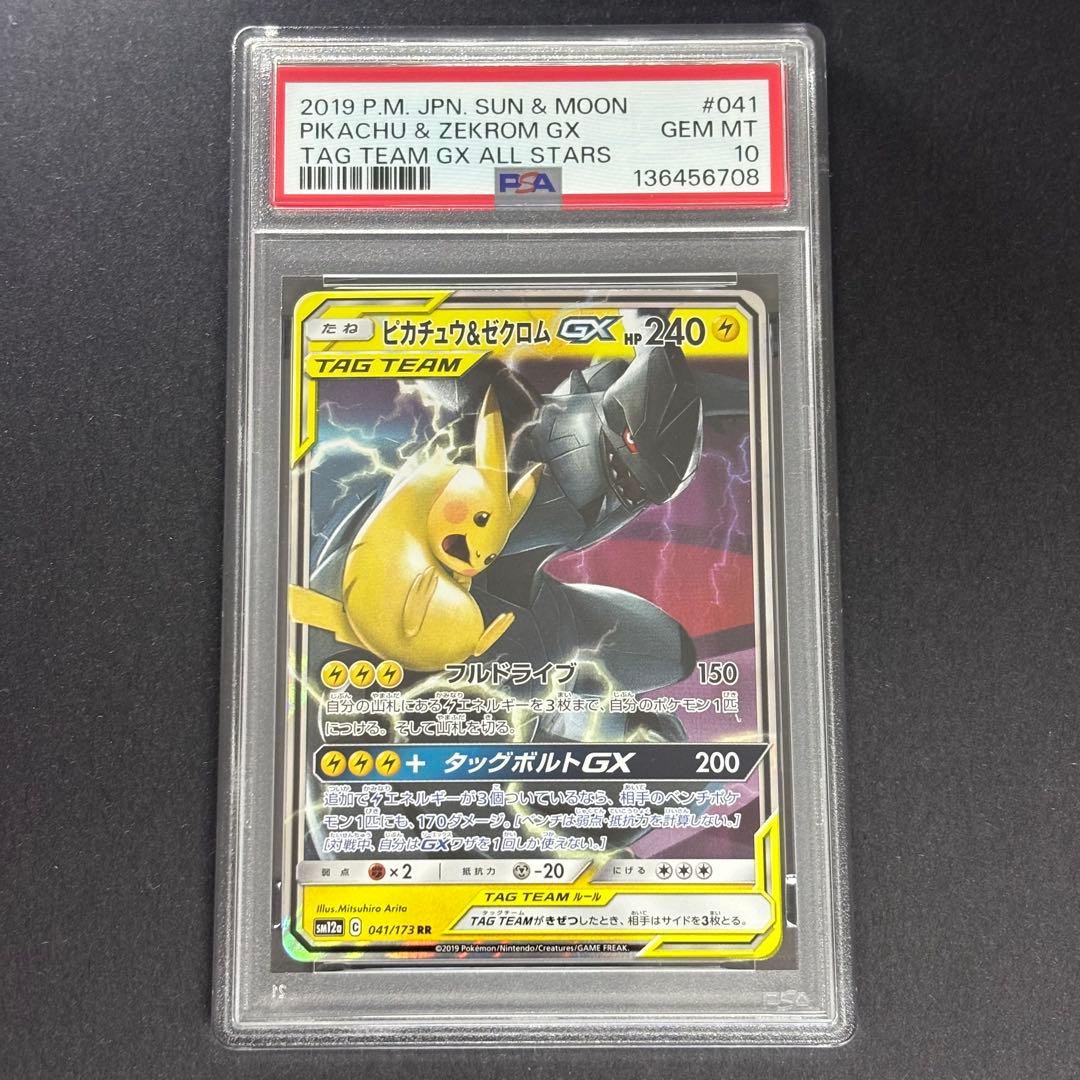 2019 P.M. JPN. SUN & MOON #041
PIKACHU & ZEKROM GX GEM MT
TAG TEAM GX ALL STARS 10
PSA 136456708
たね ピカチュウ&ゼクロムGX HP240
TAG TEAM
フルドライブ 150
自分の山札にあるエネルギーを3枚まで、自分のポケモン1匹
につける。そして山札を切る。
+ タッグボルトGX 200
追加でエネルギーが3個ついているなら、相手のベンチポケ
モン1匹にも、170ダメージ。[ベンチは弱点・抵抗力を計算しない。]
[対戦中、自分はGXワザを1回しか使えない。]
弱点 ×2 抵抗力 -20 にげる
TAG TEAM ルール
Illus.Mitsuhiro Arita
TAG TEAMがきぜつしたとき、相手はサイドを3枚とる。
sm12a C 041/173 RR
©2019 Pokémon/Nintendo/Creatures/GAME FREAK.
PSA